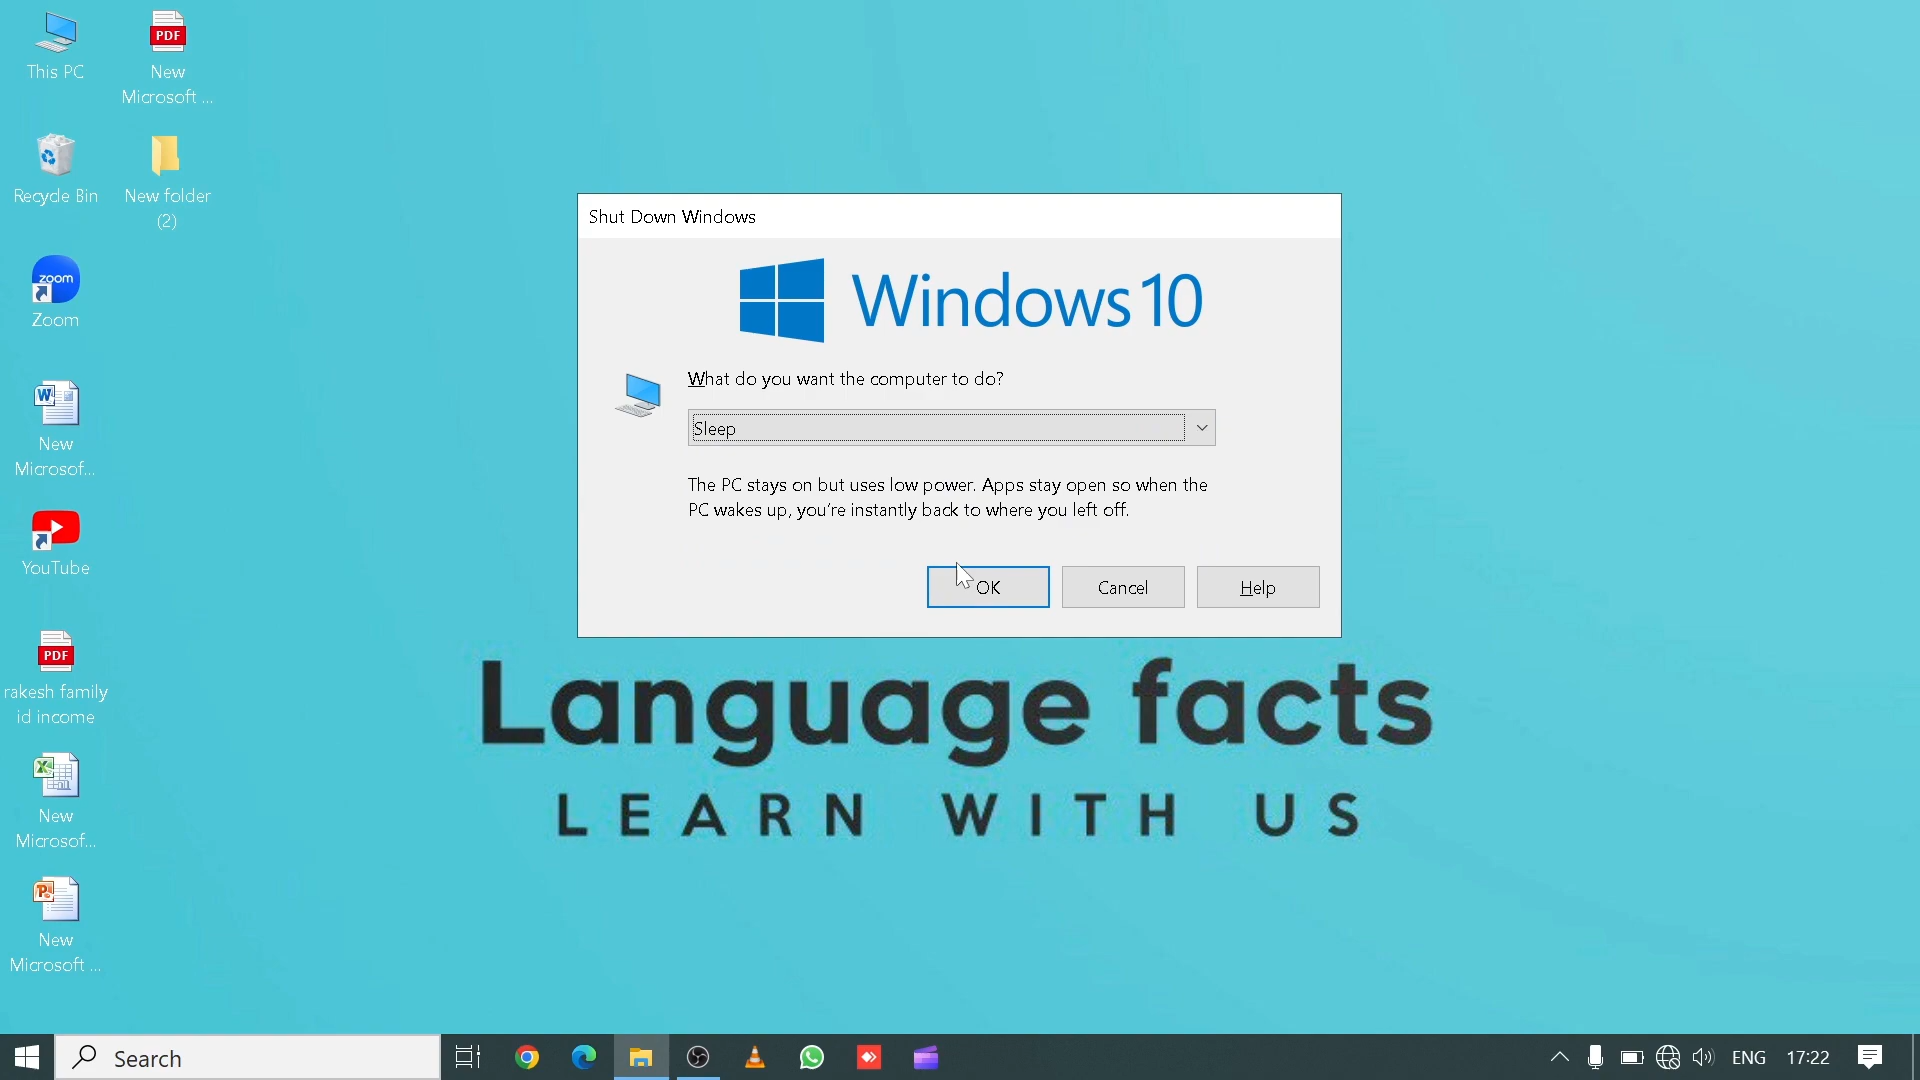 This PC
PDF
New
Microsoft ...
Recycle Bin
New folder
(2)
zoom
Zoom
W
New
Microsof...
YouTube
PDF
rakesh family
id income
X
New
Microsof...
P
New
Microsoft ...
Shut Down Windows
Windows 10
What do you want the computer to do?
Sleep
The PC stays on but uses low power. Apps stay open so when the
PC wakes up, you're instantly back to where you left off.
OK
Cancel
Help
Language facts
LEARN WITH US
Search
ENG
17:22